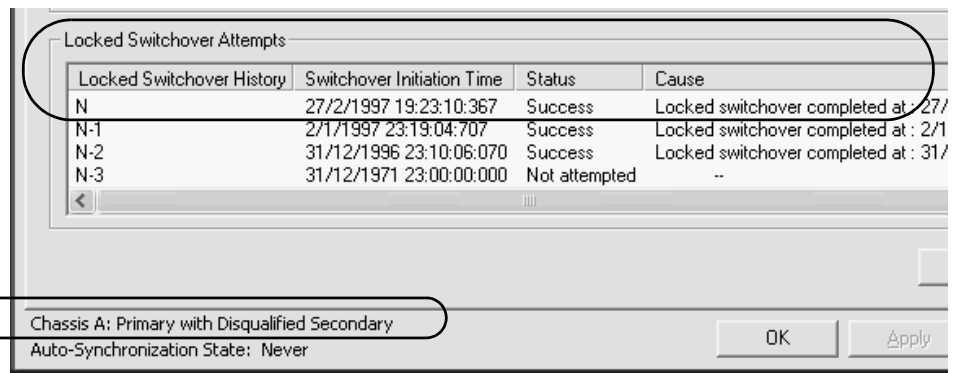 Locked Switchover Attempts
Locked Switchover History Switchover Initiation Time Status Cause
N 27/2/1997 19:23:10:367 Success Locked switchover completed at : 27/
N-1 2/1/1997 23:19:04:707 Success Locked switchover completed at : 2/1
N-2 31/12/1996 23:10:06:070 Success Locked switchover completed at : 31/
N-3 31/12/1971 23:00:00:000 Not attempted --
Chassis A: Primary with Disqualified Secondary
Auto-Synchronization State: Never
OK Apply